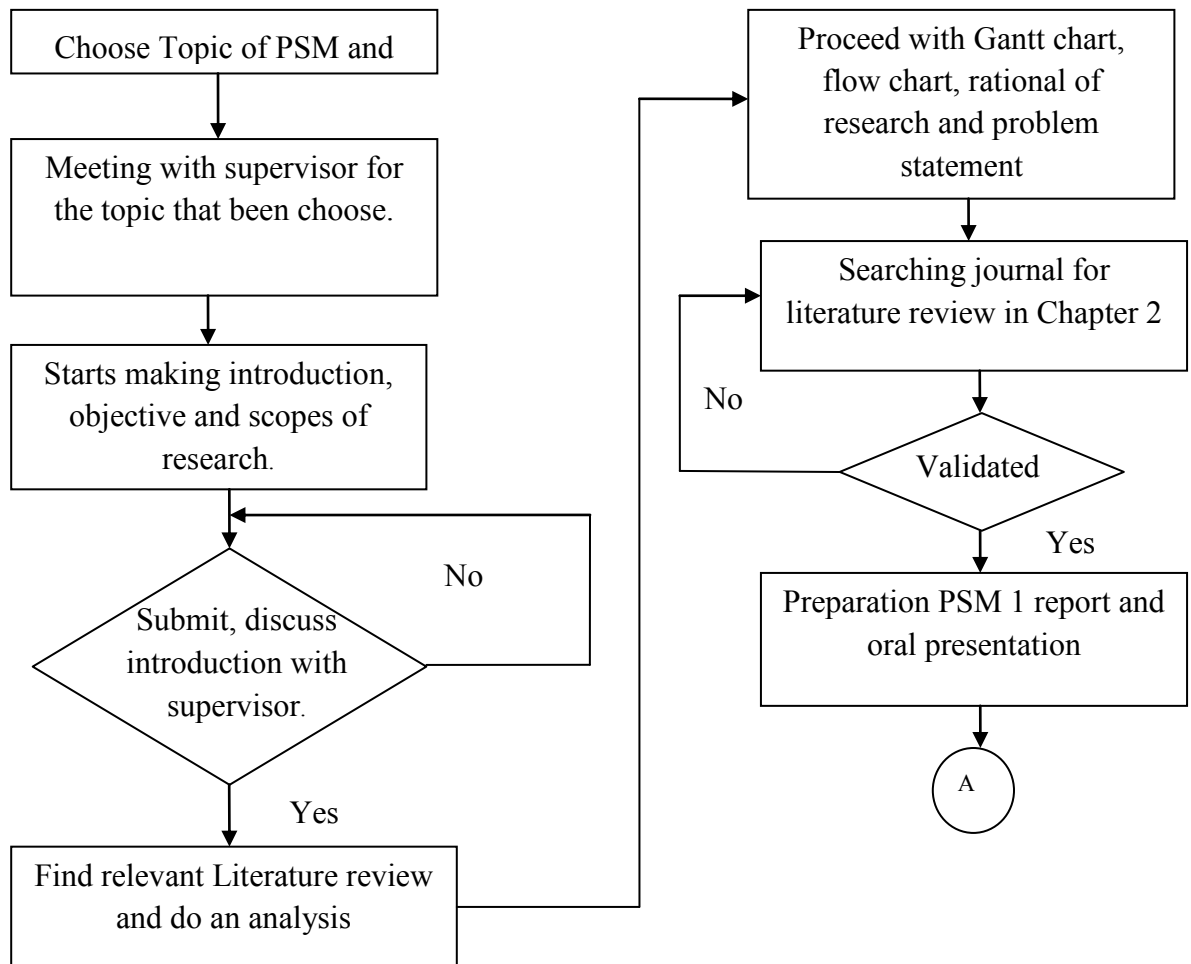 Choose Topic of PSM and
Meeting with supervisor for
the topic that been choose.
Starts making introduction,
objective and scopes of
research.
No
Submit, discuss
introduction with
supervisor.
Yes
Find relevant Literature review
and do an analysis
Proceed with Gantt chart,
flow chart, rational of
research and problem
statement
Searching journal for
literature review in Chapter 2
No
Validated
Yes
Preparation PSM 1 report and
oral presentation
A